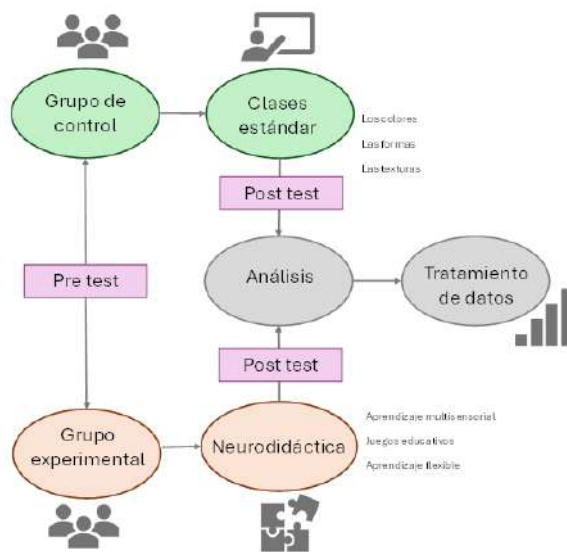 Grupo de
control
Clases
estándar
Los colores
Las formas
Las texturas
Post test
Pre test
Análisis
Tratamiento
de datos
Post test
Grupo
experimental
Neurodidáctica
Aprendizaje multisensorial
Juegos educativos
Aprendizaje flexible